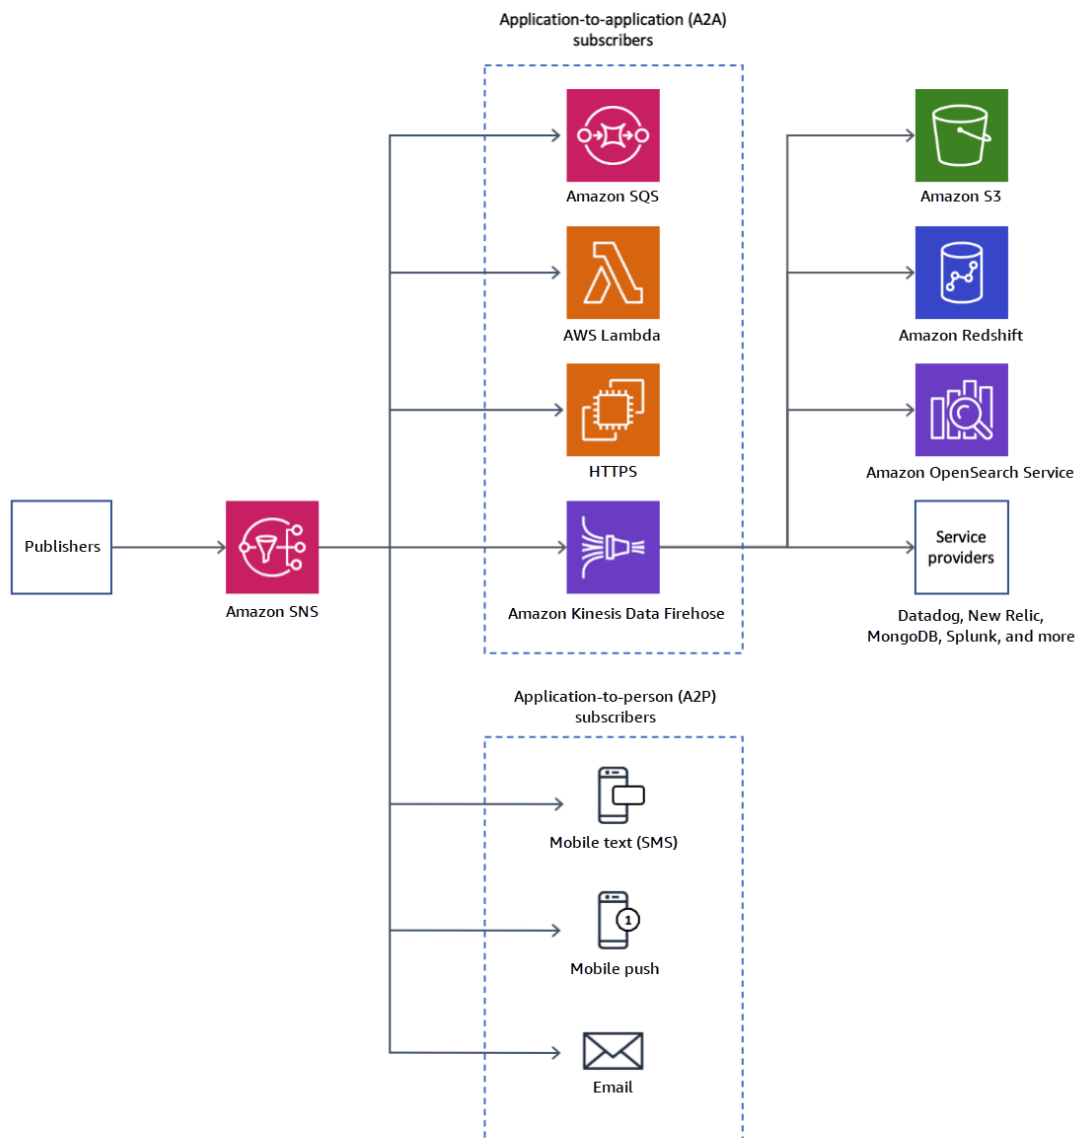 Application-to-application (A2A)
subscribers
Amazon SQS
Amazon S3
AWS Lambda
Amazon Redshift
HTTPS
Amazon OpenSearch Service
Publishers
Amazon SNS
Amazon Kinesis Data Firehose
Service
providers
Datadog, New Relic,
MongoDB, Splunk, and more
Application-to-person (A2P)
subscribers
Mobile text (SMS)
1
Mobile push
Email